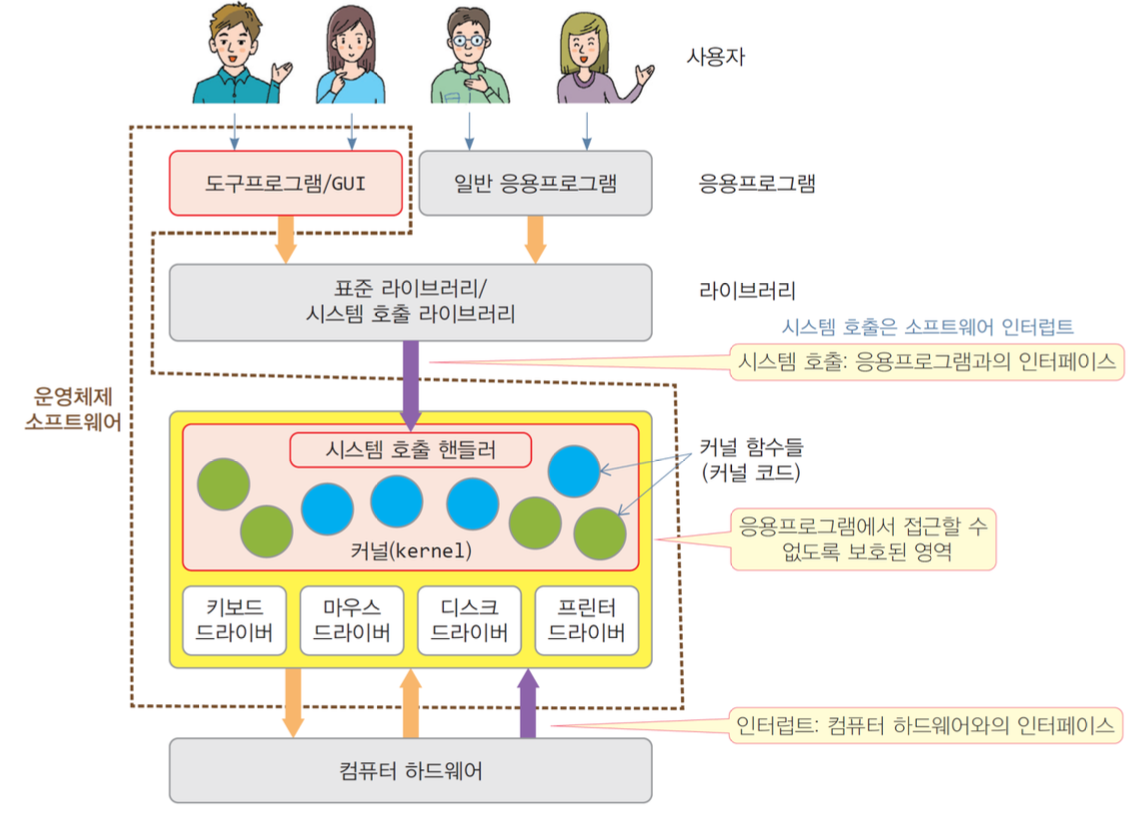 사용자
도구프로그램/GUI
일반 응용프로그램
응용프로그램
표준 라이브러리/
시스템 호출 라이브러리
라이브러리
시스템 호출은 소프트웨어 인터럽트
시스템 호출: 응용프로그램과의 인터페이스
운영체제
소프트웨어
시스템 호출 핸들러
커널 함수들
(커널 코드)
커널(kernel)
응용프로그램에서 접근할 수
없도록 보호된 영역
키보드
드라이버
마우스
드라이버
디스크
드라이버
프린터
드라이버
인터럽트: 컴퓨터 하드웨어와의 인터페이스
컴퓨터 하드웨어